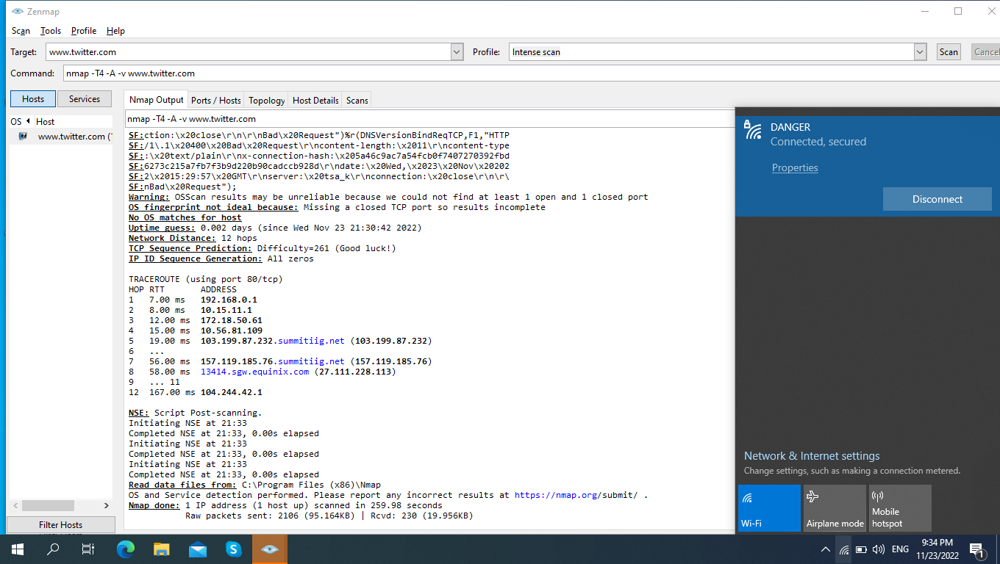 Zenmap
Scan Tools Profile Help
Target: www.twitter.com Profile: Intense scan Scan Cancel
Command: nmap -T4 -A -v www.twitter.com
Hosts Services
OS Host
www.twitter.com (
Nmap Output Ports / Hosts Topology Host Details Scans
nmap -T4 -A -v www.twitter.com
SF:ction:\x20close\r\n\r\nBad\x20Request")%r(DNSVersionBindReqTCP,F1,"HTTP
SF:/1\.1\x20400\x20Bad\x20Request\r\ncontent-length:\x2011\r\ncontent-type
SF::\x20text/plain\r\nx-connection-hash:\x205a46c9ac7a54fcb0f7407270392fbd
SF:6273c215a7fb7f3b9d220b90cadccb928d\r\ndate:\x20Wed,\x2023\x20Nov\x20202
SF:2\x2015:29:57\x20GMT\r\nserver:\x20tsa_k\r\nconnection:\x20close\r\n\r\
SF:nBad\x20Request");
Warning: OSScan results may be unreliable because we could not find at least 1 open and 1 closed port
OS fingerprint not ideal because: Missing a closed TCP port so results incomplete
No OS matches for host
Uptime guess: 0.002 days (since Wed Nov 23 21:30:42 2022)
Network Distance: 12 hops
TCP Sequence Prediction: Difficulty=261 (Good luck!)
IP ID Sequence Generation: All zeros
TRACEROUTE (using port 80/tcp)
HOP RTT ADDRESS
1 7.00 ms 192.168.0.1
2 8.00 ms 10.15.11.1
3 12.00 ms 172.18.50.61
4 15.00 ms 10.56.81.109
5 19.00 ms 103.199.87.232.summitiig.net (103.199.87.232)
6 ...
7 56.00 ms 157.119.185.76.summitiig.net (157.119.185.76)
8 58.00 ms 13414.sgw.equinix.com (27.111.228.113)
9 ... 11
12 167.00 ms 104.244.42.1
NSE: Script Post-scanning.
Initiating NSE at 21:33
Completed NSE at 21:33, 0.00s elapsed
Initiating NSE at 21:33
Completed NSE at 21:33, 0.00s elapsed
Initiating NSE at 21:33
Completed NSE at 21:33, 0.00s elapsed
Read data files from: C:\Program Files (x86)\Nmap
OS and Service detection performed. Please report any incorrect results at https://nmap.org/submit/ .
Nmap done: 1 IP address (1 host up) scanned in 259.98 seconds
Raw packets sent: 2106 (95.164KB) | Rcvd: 230 (19.956KB)
Filter Hosts
DANGER
Connected, secured
Properties
Disconnect
Network & Internet settings
Change settings, such as making a connection metered.
Wi-Fi
Airplane mode
Mobile hotspot
ENG
9:34 PM
11/23/2022
1